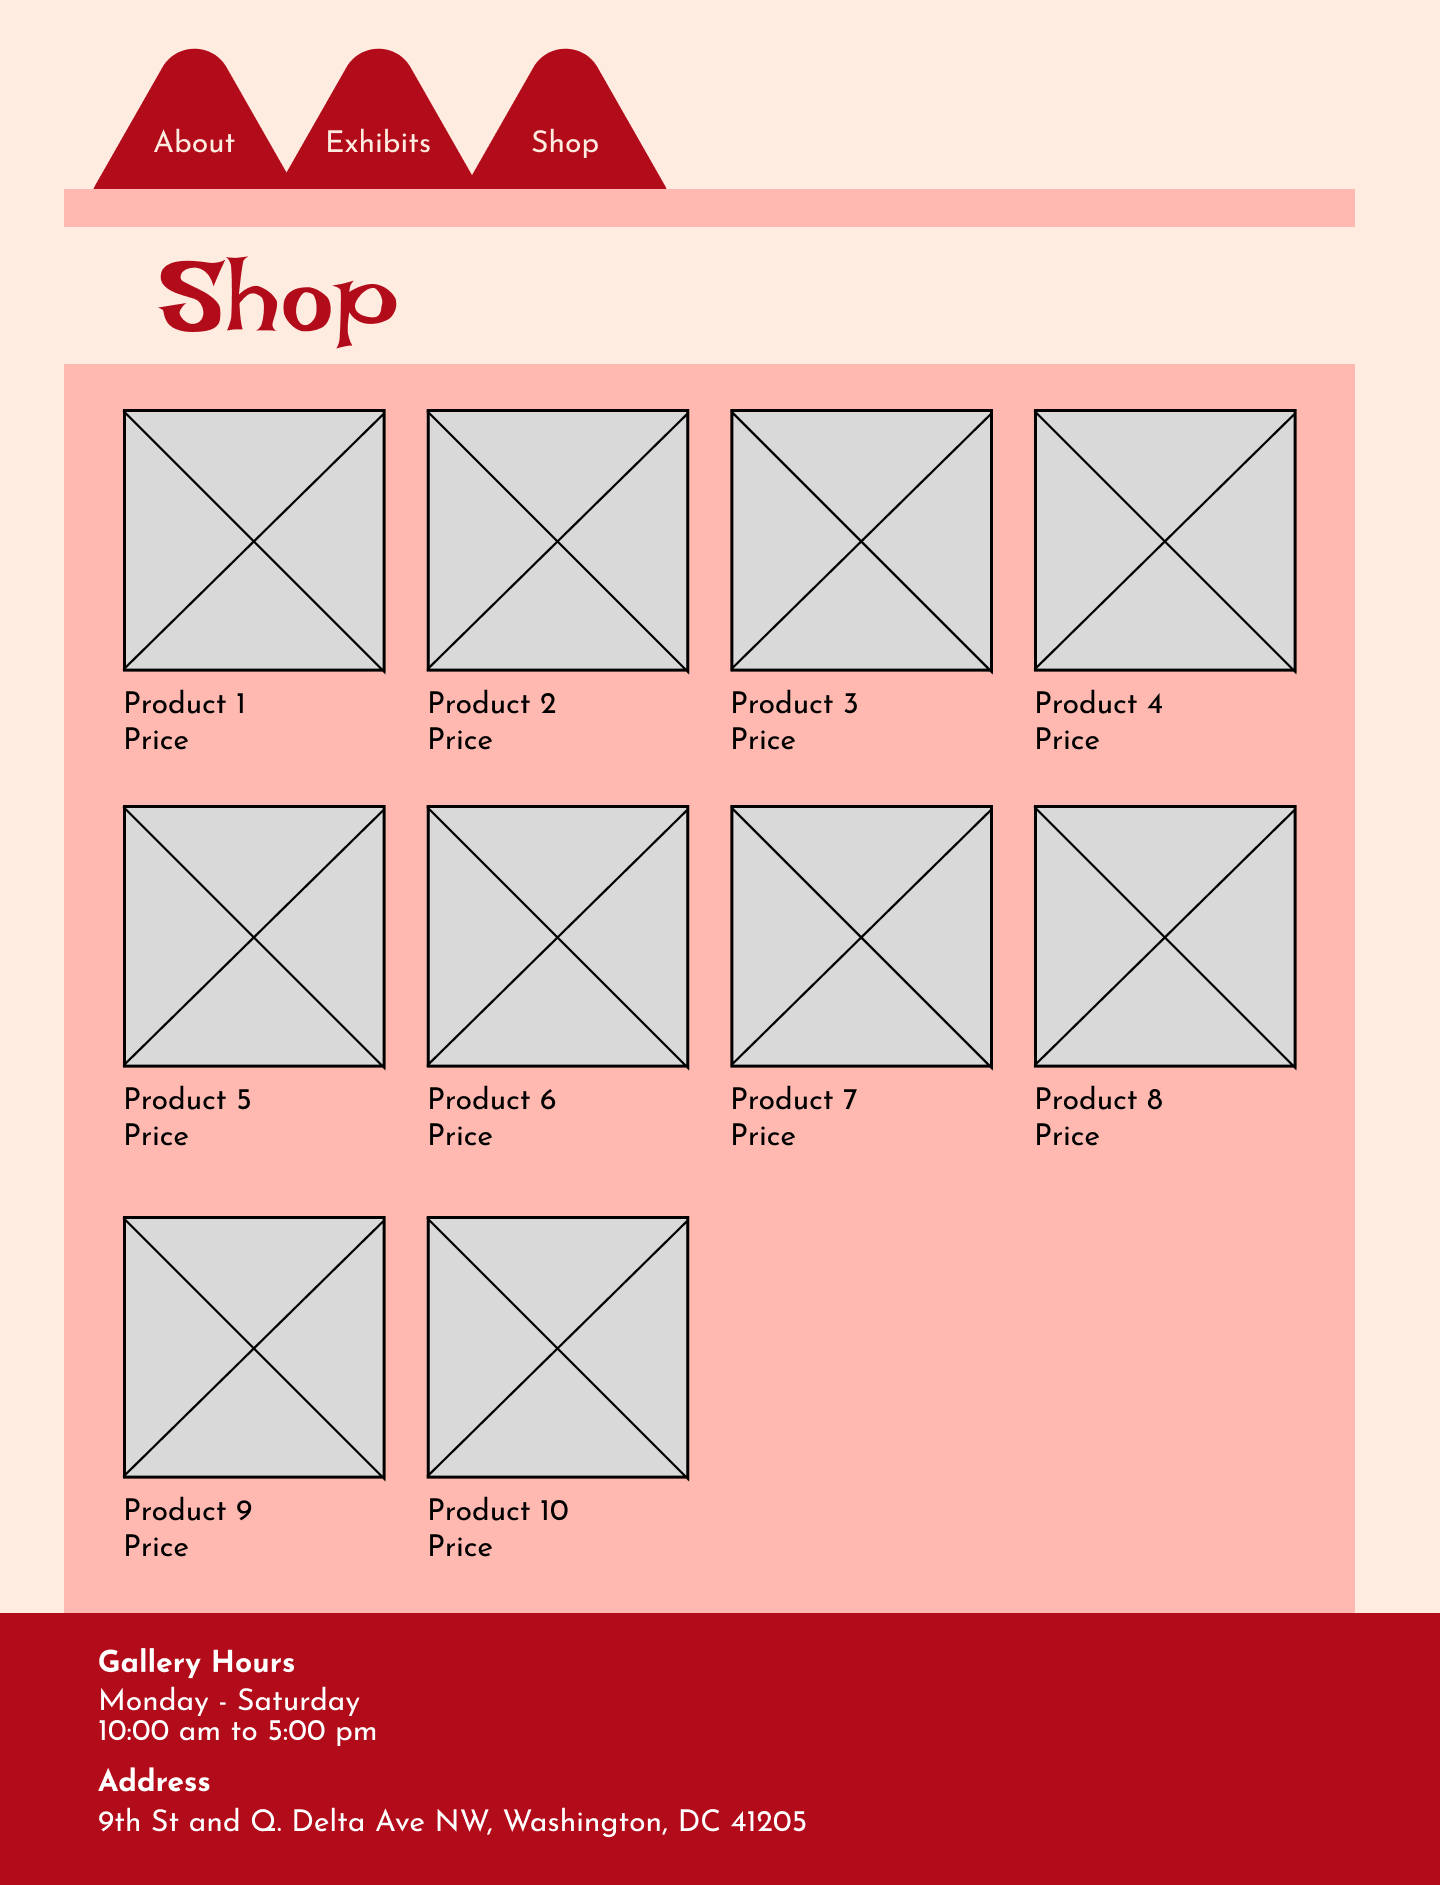 About Exhibits Shop
Shop
Product 1 Product 2 Product 3 Product 4
Price Price Price Price
Product 5 Product 6 Product 7 Product 8
Price Price Price Price
Product 9 Product 10
Price Price
Gallery Hours
Monday - Saturday
10:00 am to 5:00 pm
Address
9th St and Q. Delta Ave NW, Washington, DC 41205